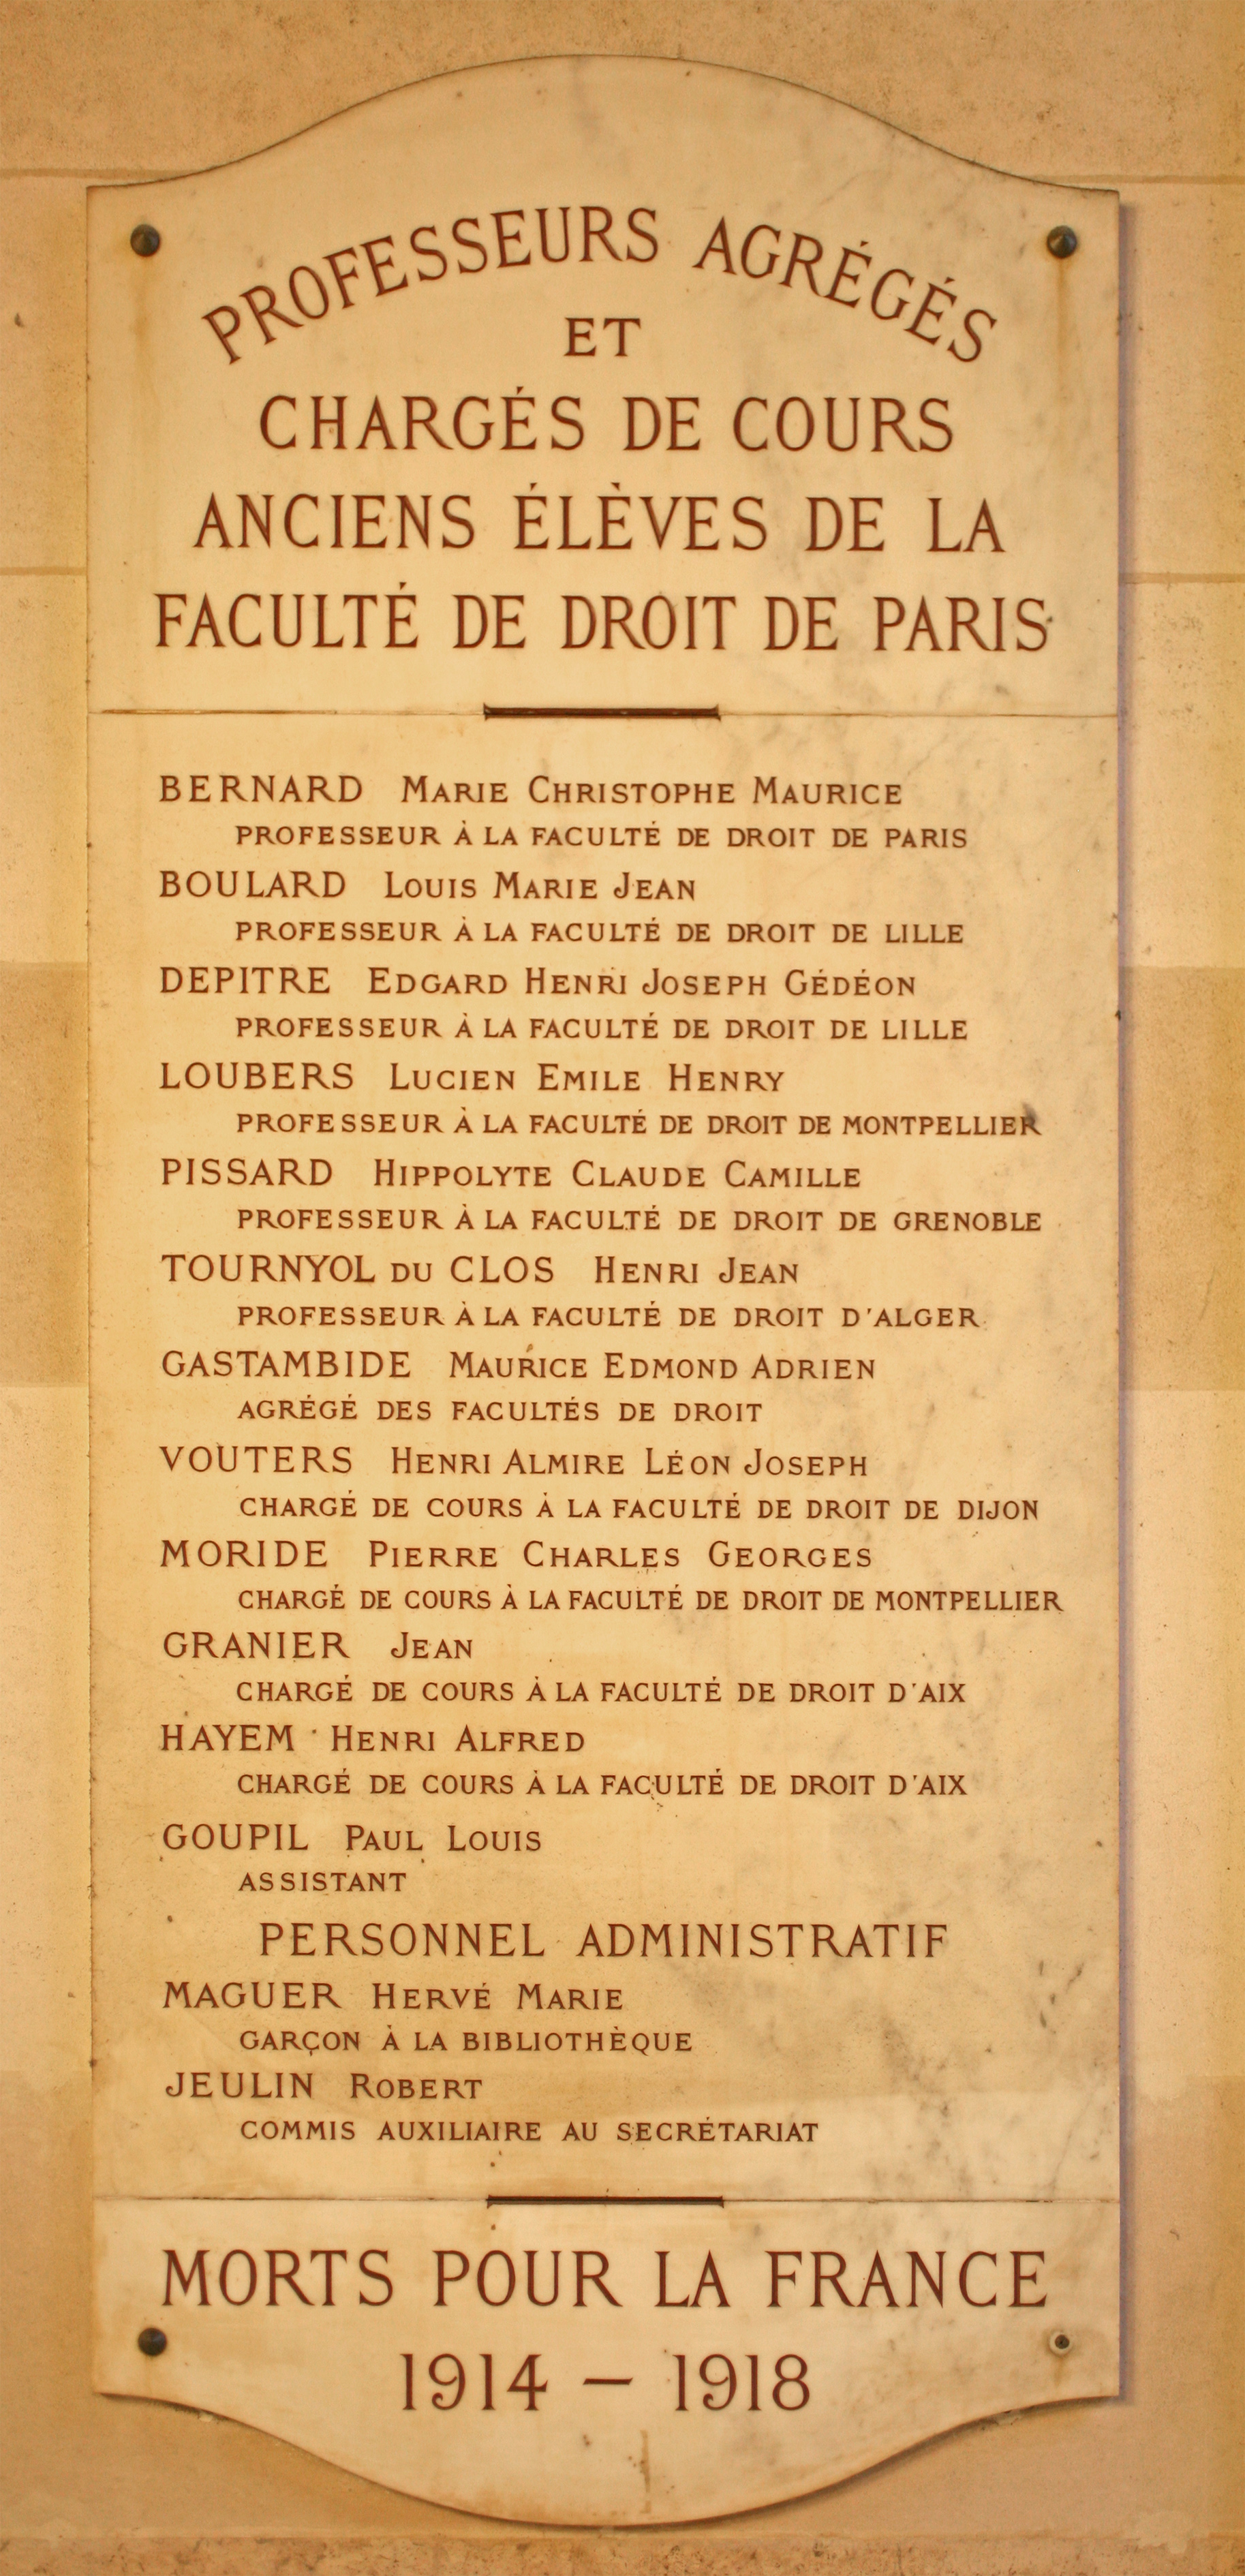 PROFESSEURS AGRÉGÉS
ET
CHARGÉS DE COURS
ANCIENS ÉLÈVES DE LA
FACULTÉ DE DROIT DE PARIS
BERNARD MARIE CHRISTOPHE MAURICE
PROFESSEUR À LA FACULTÉ DE DROIT DE PARIS
BOULARD LOUIS MARIE JEAN
PROFESSEUR À LA FACULTÉ DE DROIT DE LILLE
DEPITRE EDGARD HENRI JOSEPH GÉDÉON
PROFESSEUR À LA FACULTÉ DE DROIT DE LILLE
LOUBERS LUCIEN EMILE HENRY
PROFESSEUR À LA FACULTÉ DE DROIT DE MONTPELLIER
PISSARD HIPPOLYTE CLAUDE CAMILLE
PROFESSEUR À LA FACULTÉ DE DROIT DE GRENOBLE
TOURNYOL DU CLOS HENRI JEAN
PROFESSEUR À LA FACULTÉ DE DROIT D'ALGER
GASTAMBIDE MAURICE EDMOND ADRIEN
AGRÉGÉ DES FACULTÉS DE DROIT
VOUTERS HENRI ALMIRE LÉON JOSEPH
CHARGÉ DE COURS À LA FACULTÉ DE DROIT DE DIJON
MORIDE PIERRE CHARLES GEORGES
CHARGÉ DE COURS À LA FACULTÉ DE DROIT DE MONTPELLIER
GRANIER JEAN
CHARGÉ DE COURS À LA FACULTÉ DE DROIT D'AIX
HAYEM HENRI ALFRED
CHARGÉ DE COURS À LA FACULTÉ DE DROIT D'AIX
GOUPIL PAUL LOUIS
ASSISTANT
PERSONNEL ADMINISTRATIF
MAGUER HERVÉ MARIE
GARÇON À LA BIBLIOTHÈQUE
JEULIN ROBERT
COMMIS AUXILIAIRE AU SECRÉTARIAT
MORTS POUR LA FRANCE
1914 – 1918